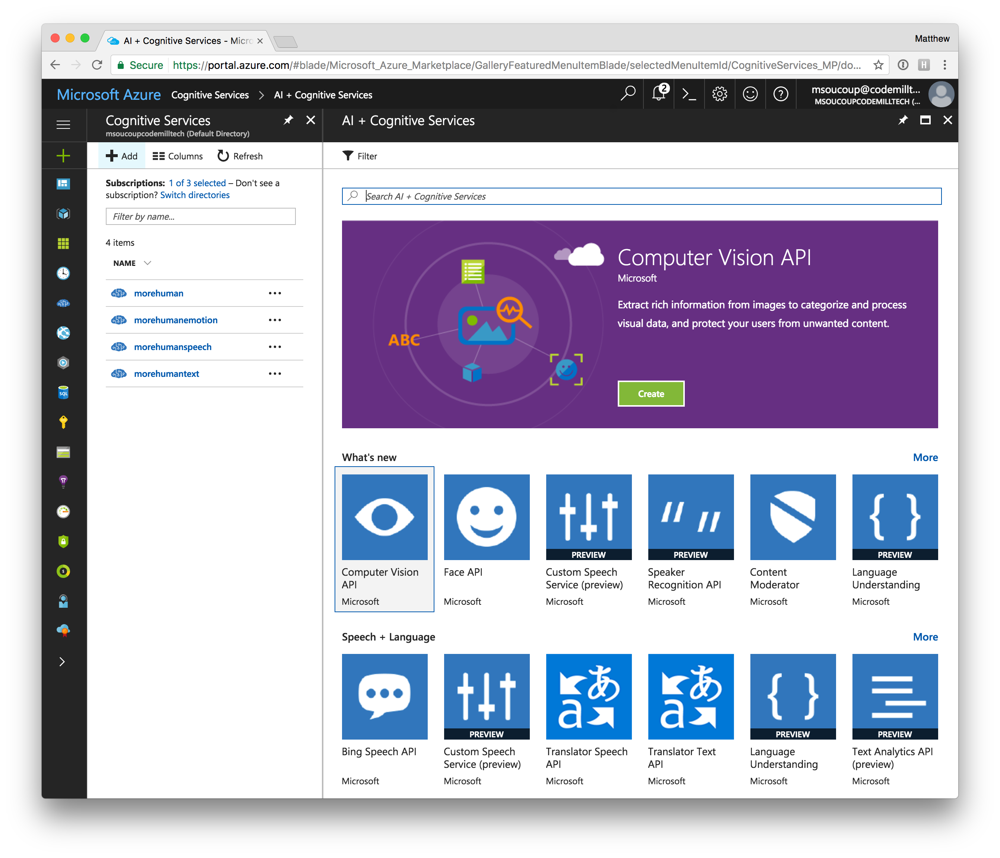 AI + Cognitive Services - Micro
Matthew
Secure
https://portal.azure.com/#blade/Microsoft_Azure_Marketplace/GalleryFeaturedMenuItemBlade/selectedMenuItemId/CognitiveServices_MP/do...
H
Microsoft Azure
Cognitive Services > AI + Cognitive Services
2
msoucoup@codemillt...
MSOUCOUPCODEMILLTECH (...
Cognitive Services
msoucoupcodemilltech (Default Directory)
Add
Columns
Refresh
Subscriptions: 1 of 3 selected – Don't see a
subscription? Switch directories
Filter by name...
4 items
NAME
morehuman
morehumanemotion
morehumanspeech
morehumantext
SQL
AI + Cognitive Services
Filter
Search AI + Cognitive Services
ABC
Computer Vision API
Microsoft
Extract rich information from images to categorize and process
visual data, and protect your users from unwanted content.
Create
What's new
More
PREVIEW
PREVIEW
PREVIEW
Computer Vision
API
Microsoft
Face API
Microsoft
Custom Speech
Service (preview)
Microsoft
Speaker
Recognition API
Microsoft
Content
Moderator
Microsoft
Language
Understanding
Microsoft
Speech + Language
More
あ
a
あ
a
PREVIEW
PREVIEW
PREVIEW
Bing Speech API
Microsoft
Custom Speech
Service (preview)
Microsoft
Translator Speech
API
Microsoft
Translator Text
API
Microsoft
Language
Understanding
Microsoft
Text Analytics API
(preview)
Microsoft